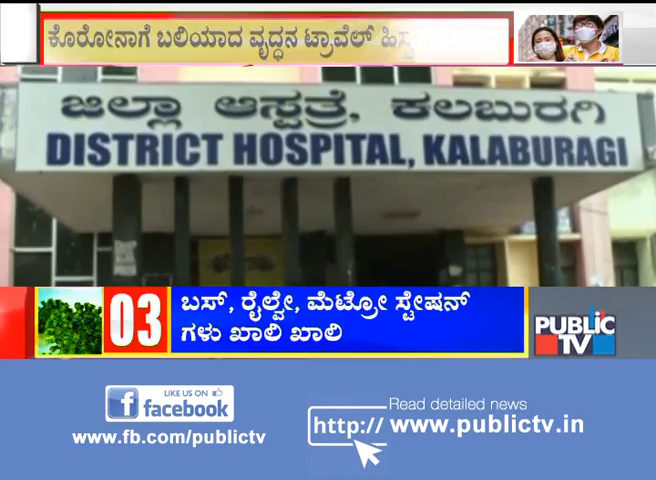 ಕೊರೋನಾಗೆ ಬಲಿಯಾದ ವೃದ್ಧನ ಟ್ರಾವೆಲ್
ಜಿಲ್ಲಾ ಆಸ್ಪತ್ರೆ, ಕಲಬುರಗಿ
DISTRICT HOSPITAL, KALABURAGI
03
ಬಸ್, ರೈಲ್ವೇ, ಮೆಟ್ರೋ ಸ್ಟೇಷನ್
ಗಳು ಖಾಲಿ ಖಾಲಿ
PUBLIC
TV
LIKE US ON
facebook
www.fb.com/publictv
Read detailed news
http:// www.publictv.in